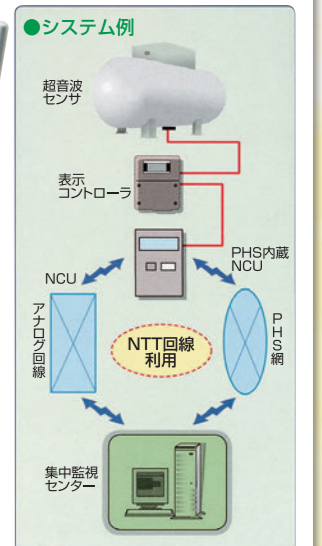 ●システム例
超音波
センサ
表示
コントローラ
PHS内蔵
NCU
NCU
アナログ回線
NTT回線
利用
PHS網
集中監視
センター